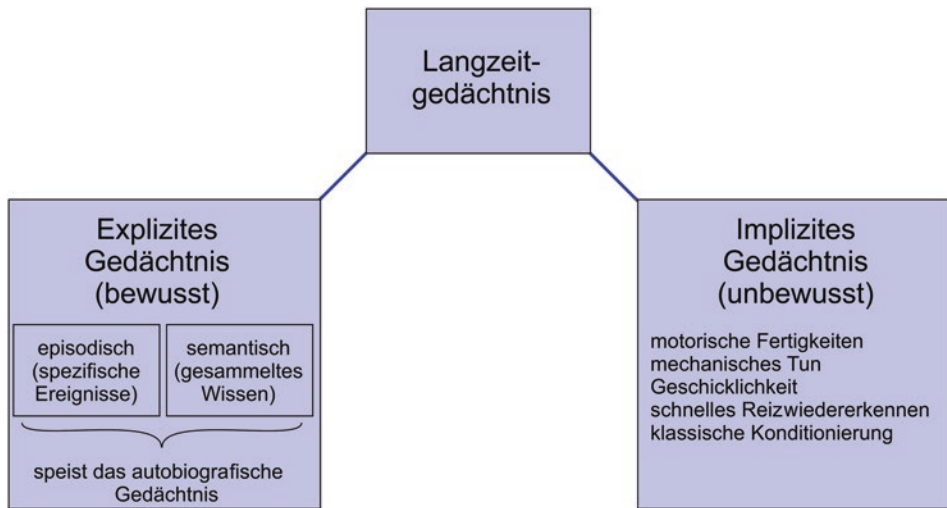 Langzeit-
gedächtnis
Explizites
Gedächtnis
(bewusst)
episodisch
(spezifische
Ereignisse)
semantisch
(gesammeltes
Wissen)
speist das autobiografische
Gedächtnis
Implizites
Gedächtnis
(unbewusst)
motorische Fertigkeiten
mechanisches Tun
Geschicklichkeit
schnelles Reizwiedererkennen
klassische Konditionierung